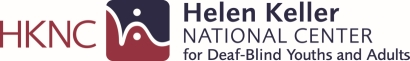 HKNC
Helen Keller
NATIONAL CENTER
for Deaf-Blind Youths and Adults